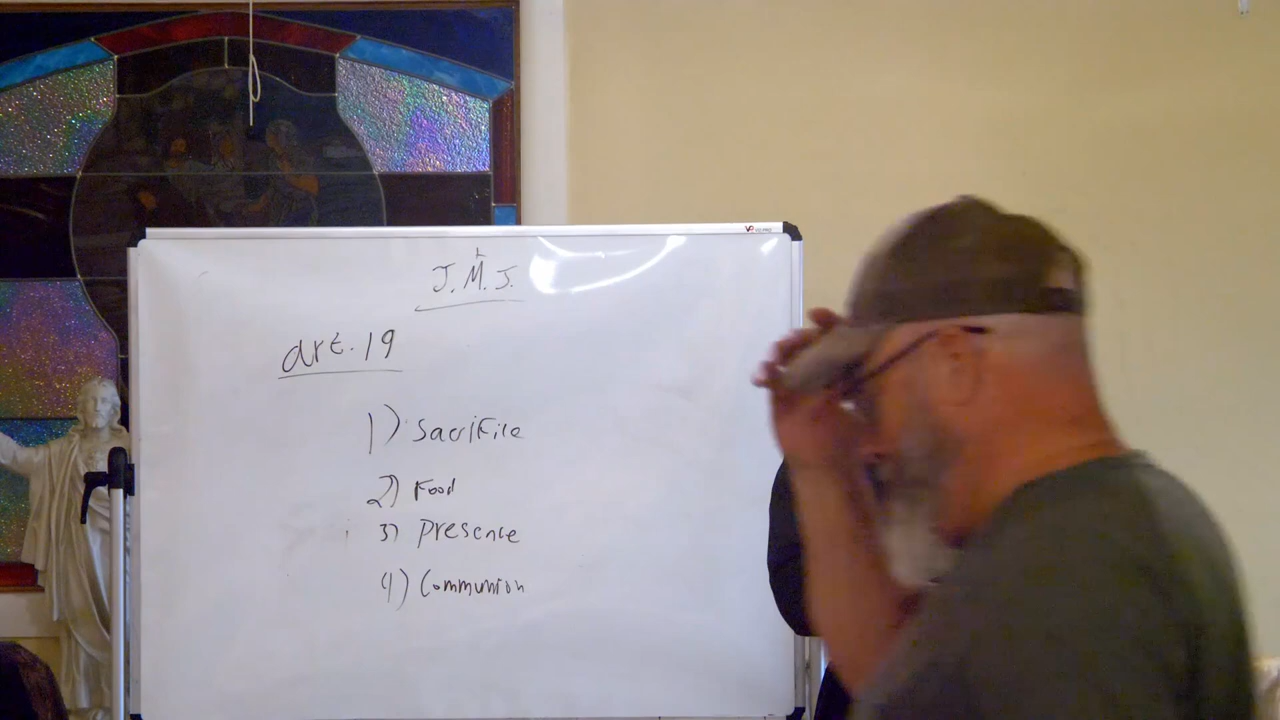 J.M.J.
art. 19
1) Sacrifice
2) Food
3) Presence
4) Communion